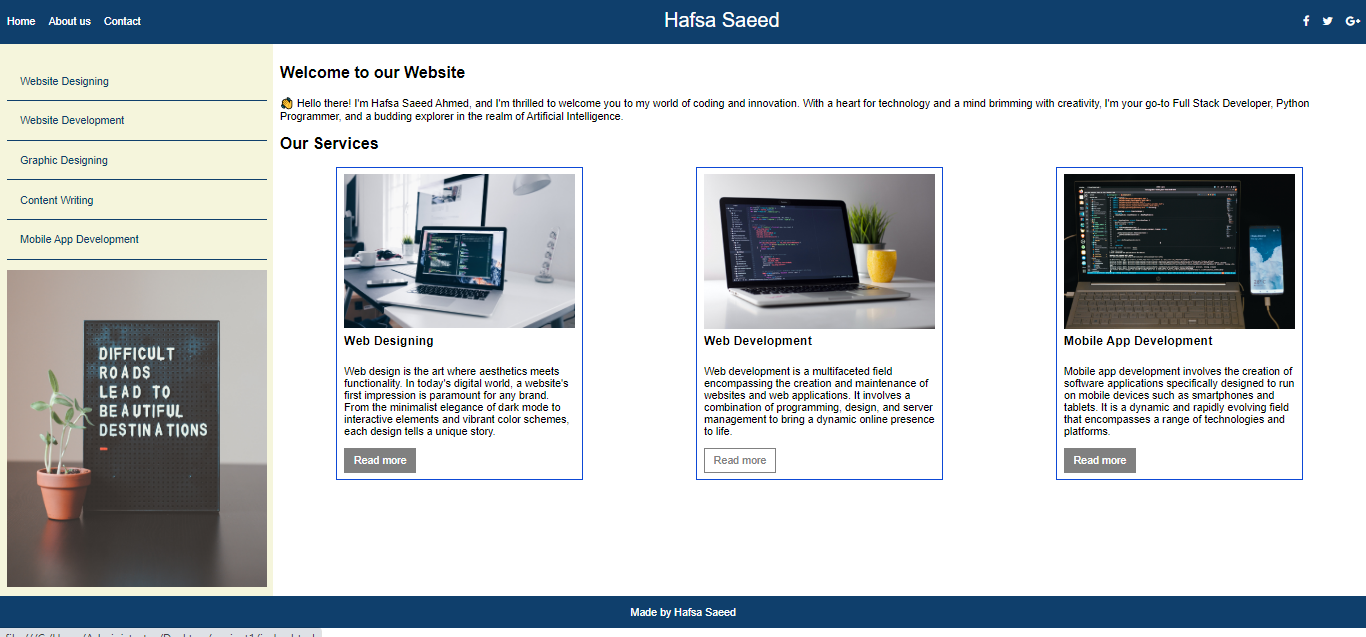 Home About us Contact
Hafsa Saeed
Website Designing
Website Development
Graphic Designing
Content Writing
Mobile App Development
DIFFICULT
ROADS
LEAD TO
BEAUTIFUL
DESTINATIONS
Welcome to our Website
👏 Hello there! I'm Hafsa Saeed Ahmed, and I'm thrilled to welcome you to my world of coding and innovation. With a heart for technology and a mind brimming with creativity, I'm your go-to Full Stack Developer, Python
Programmer, and a budding explorer in the realm of Artificial Intelligence.
Our Services
Web Designing
Web design is the art where aesthetics meets
functionality. In today's digital world, a website's
first impression is paramount for any brand.
From the minimalist elegance of dark mode to
interactive elements and vibrant color schemes,
each design tells a unique story.
Read more
Web Development
Web development is a multifaceted field
encompassing the creation and maintenance of
websites and web applications. It involves a
combination of programming, design, and server
management to bring a dynamic online presence
to life.
Read more
Mobile App Development
Mobile app development involves the creation of
software applications specifically designed to run
on mobile devices such as smartphones and
tablets. It is a dynamic and rapidly evolving field
that encompasses a range of technologies and
platforms.
Read more
Made by Hafsa Saeed